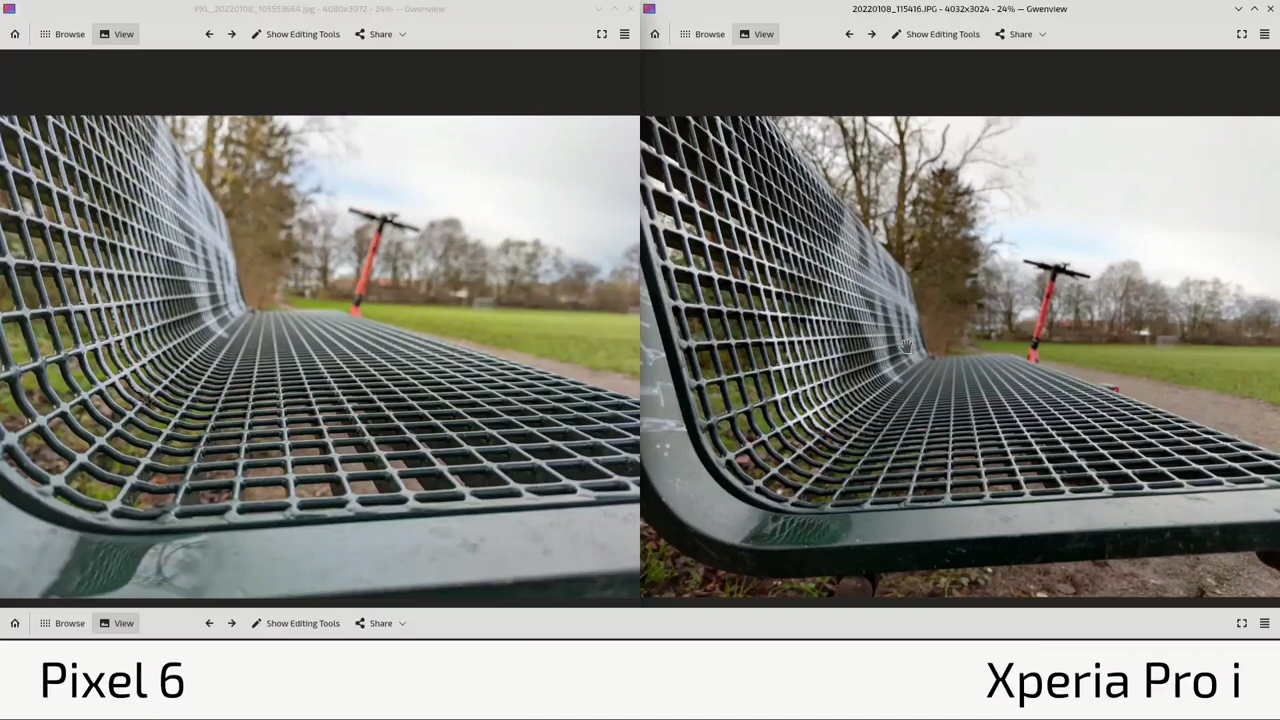 PXL_20220108_105553664.jpg - 4080x3072 - 24% — Gwenview
20220108_115416.JPG - 4032x3024 - 24% — Gwenview
Browse View Show Editing Tools Share
Browse View Show Editing Tools Share
Browse View Show Editing Tools Share
Browse View Show Editing Tools Share
Pixel 6
Xperia Pro i